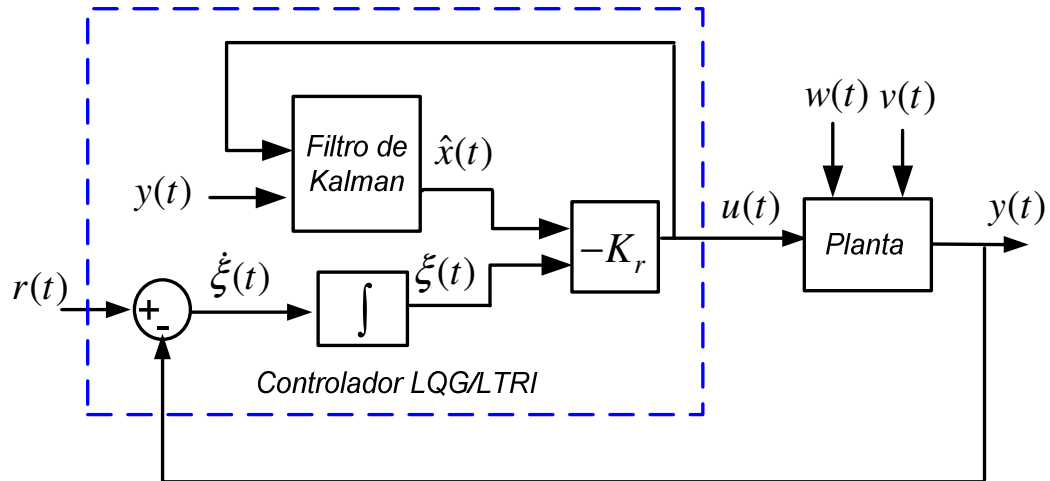 w(t) v(t)
Filtro de
Kalman
x̂(t)
y(t)
−K_r
u(t)
Planta
y(t)
r(t)
+
-
ξ̇(t)
∫
ξ(t)
Controlador LQG/LTRI